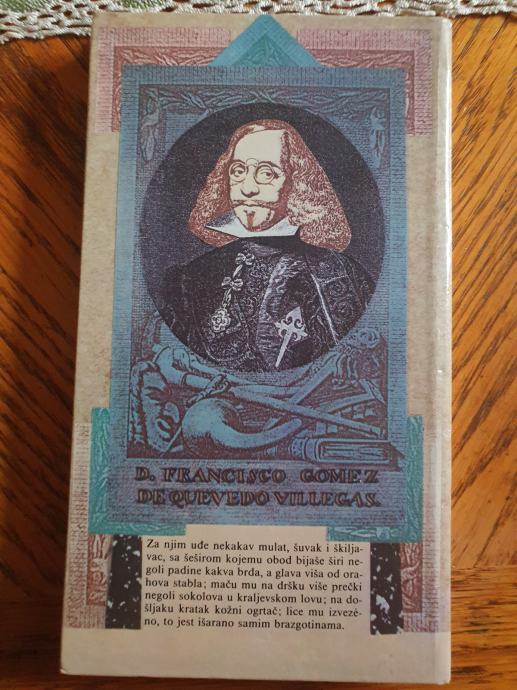 D. FRANCISCO GOMEZ
DE QUEVEDO VILLEGAS.
Za njim uđe nekakav mulat, šuvak i škilja-
vac, sa šeširom kojemu obod bijaše širi ne-
goli padine kakva brda, a glava viša od ora-
hova stabla; maču mu na dršku više prečki
negoli sokolova u kraljevskom lovu; na do-
šljaku kratak kožni ogrtač; lice mu izveze-
no, to jest išarano samim brazgotinama.